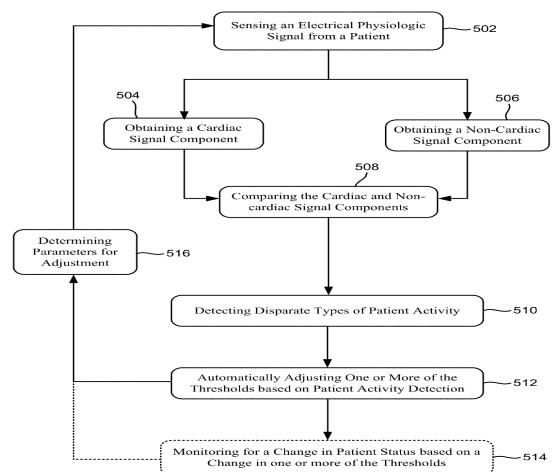 Sensing an Electrical Physiologic
Signal from a Patient
502
504
Obtaining a Cardiac
Signal Component
506
Obtaining a Non-Cardiac
Signal Component
508
Comparing the Cardiac and Non-
cardiac Signal Components
Determining
Parameters for
Adjustment
516
Detecting Disparate Types of Patient Activity
510
Automatically Adjusting One or More of the
Thresholds based on Patient Activity Detection
512
Monitoring for a Change in Patient Status based on a
Change in one or more of the Thresholds
514